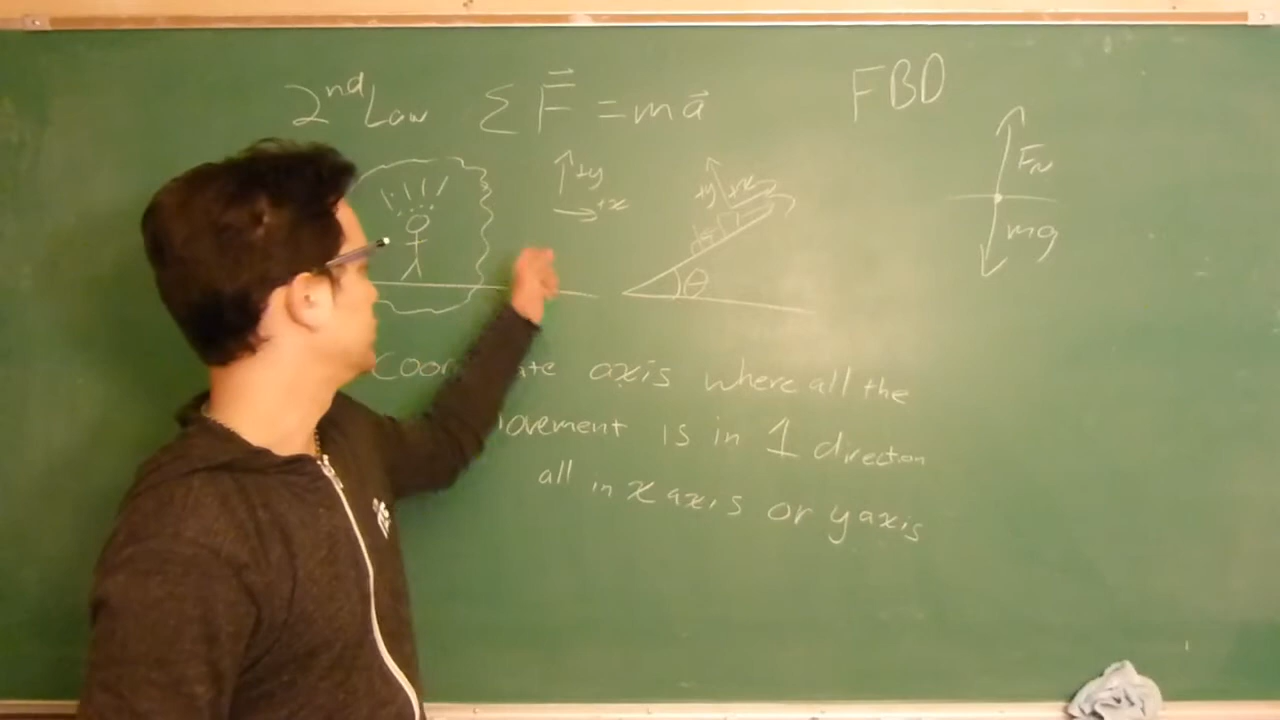 2nd Law ΣF⃗ = ma⃗
FBD
+y
+x
+y
+x
θ
FN
mg
axis where all the
is in 1 direction
all in x axis or y axis